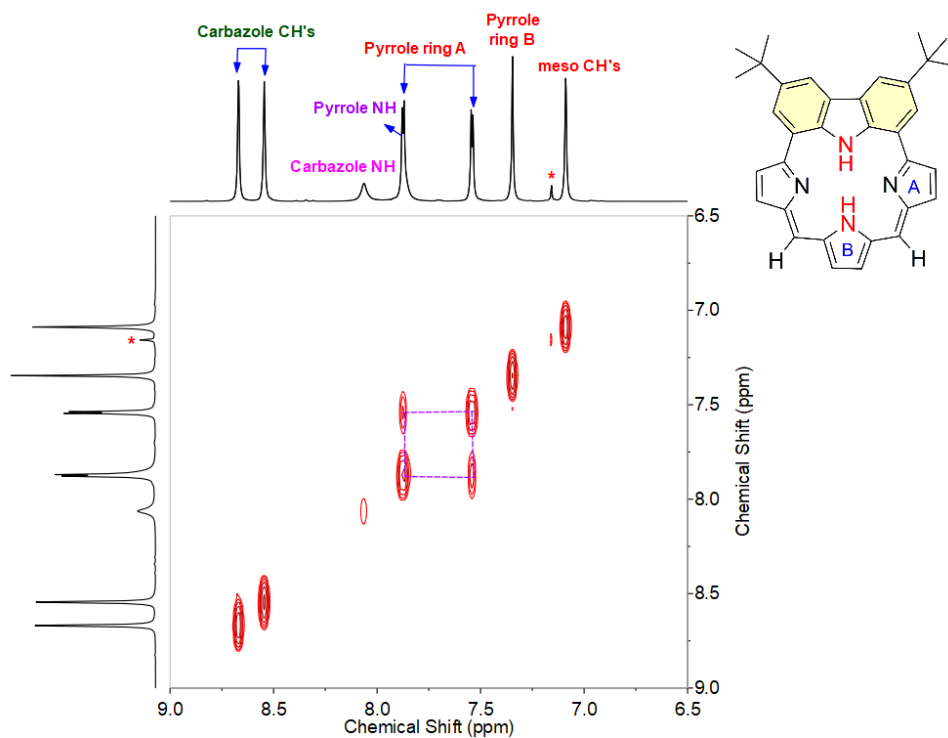 Carbazole CH's
Pyrrole ring A
Pyrrole
ring B
meso CH's
Pyrrole NH
Carbazole NH
*
*
N
H
N
N
A
H
N
B
H
H
6.5
7.0
7.5
8.0
8.5
9.0
Chemical Shift (ppm)
9.0
8.5
8.0
7.5
7.0
6.5
Chemical Shift (ppm)